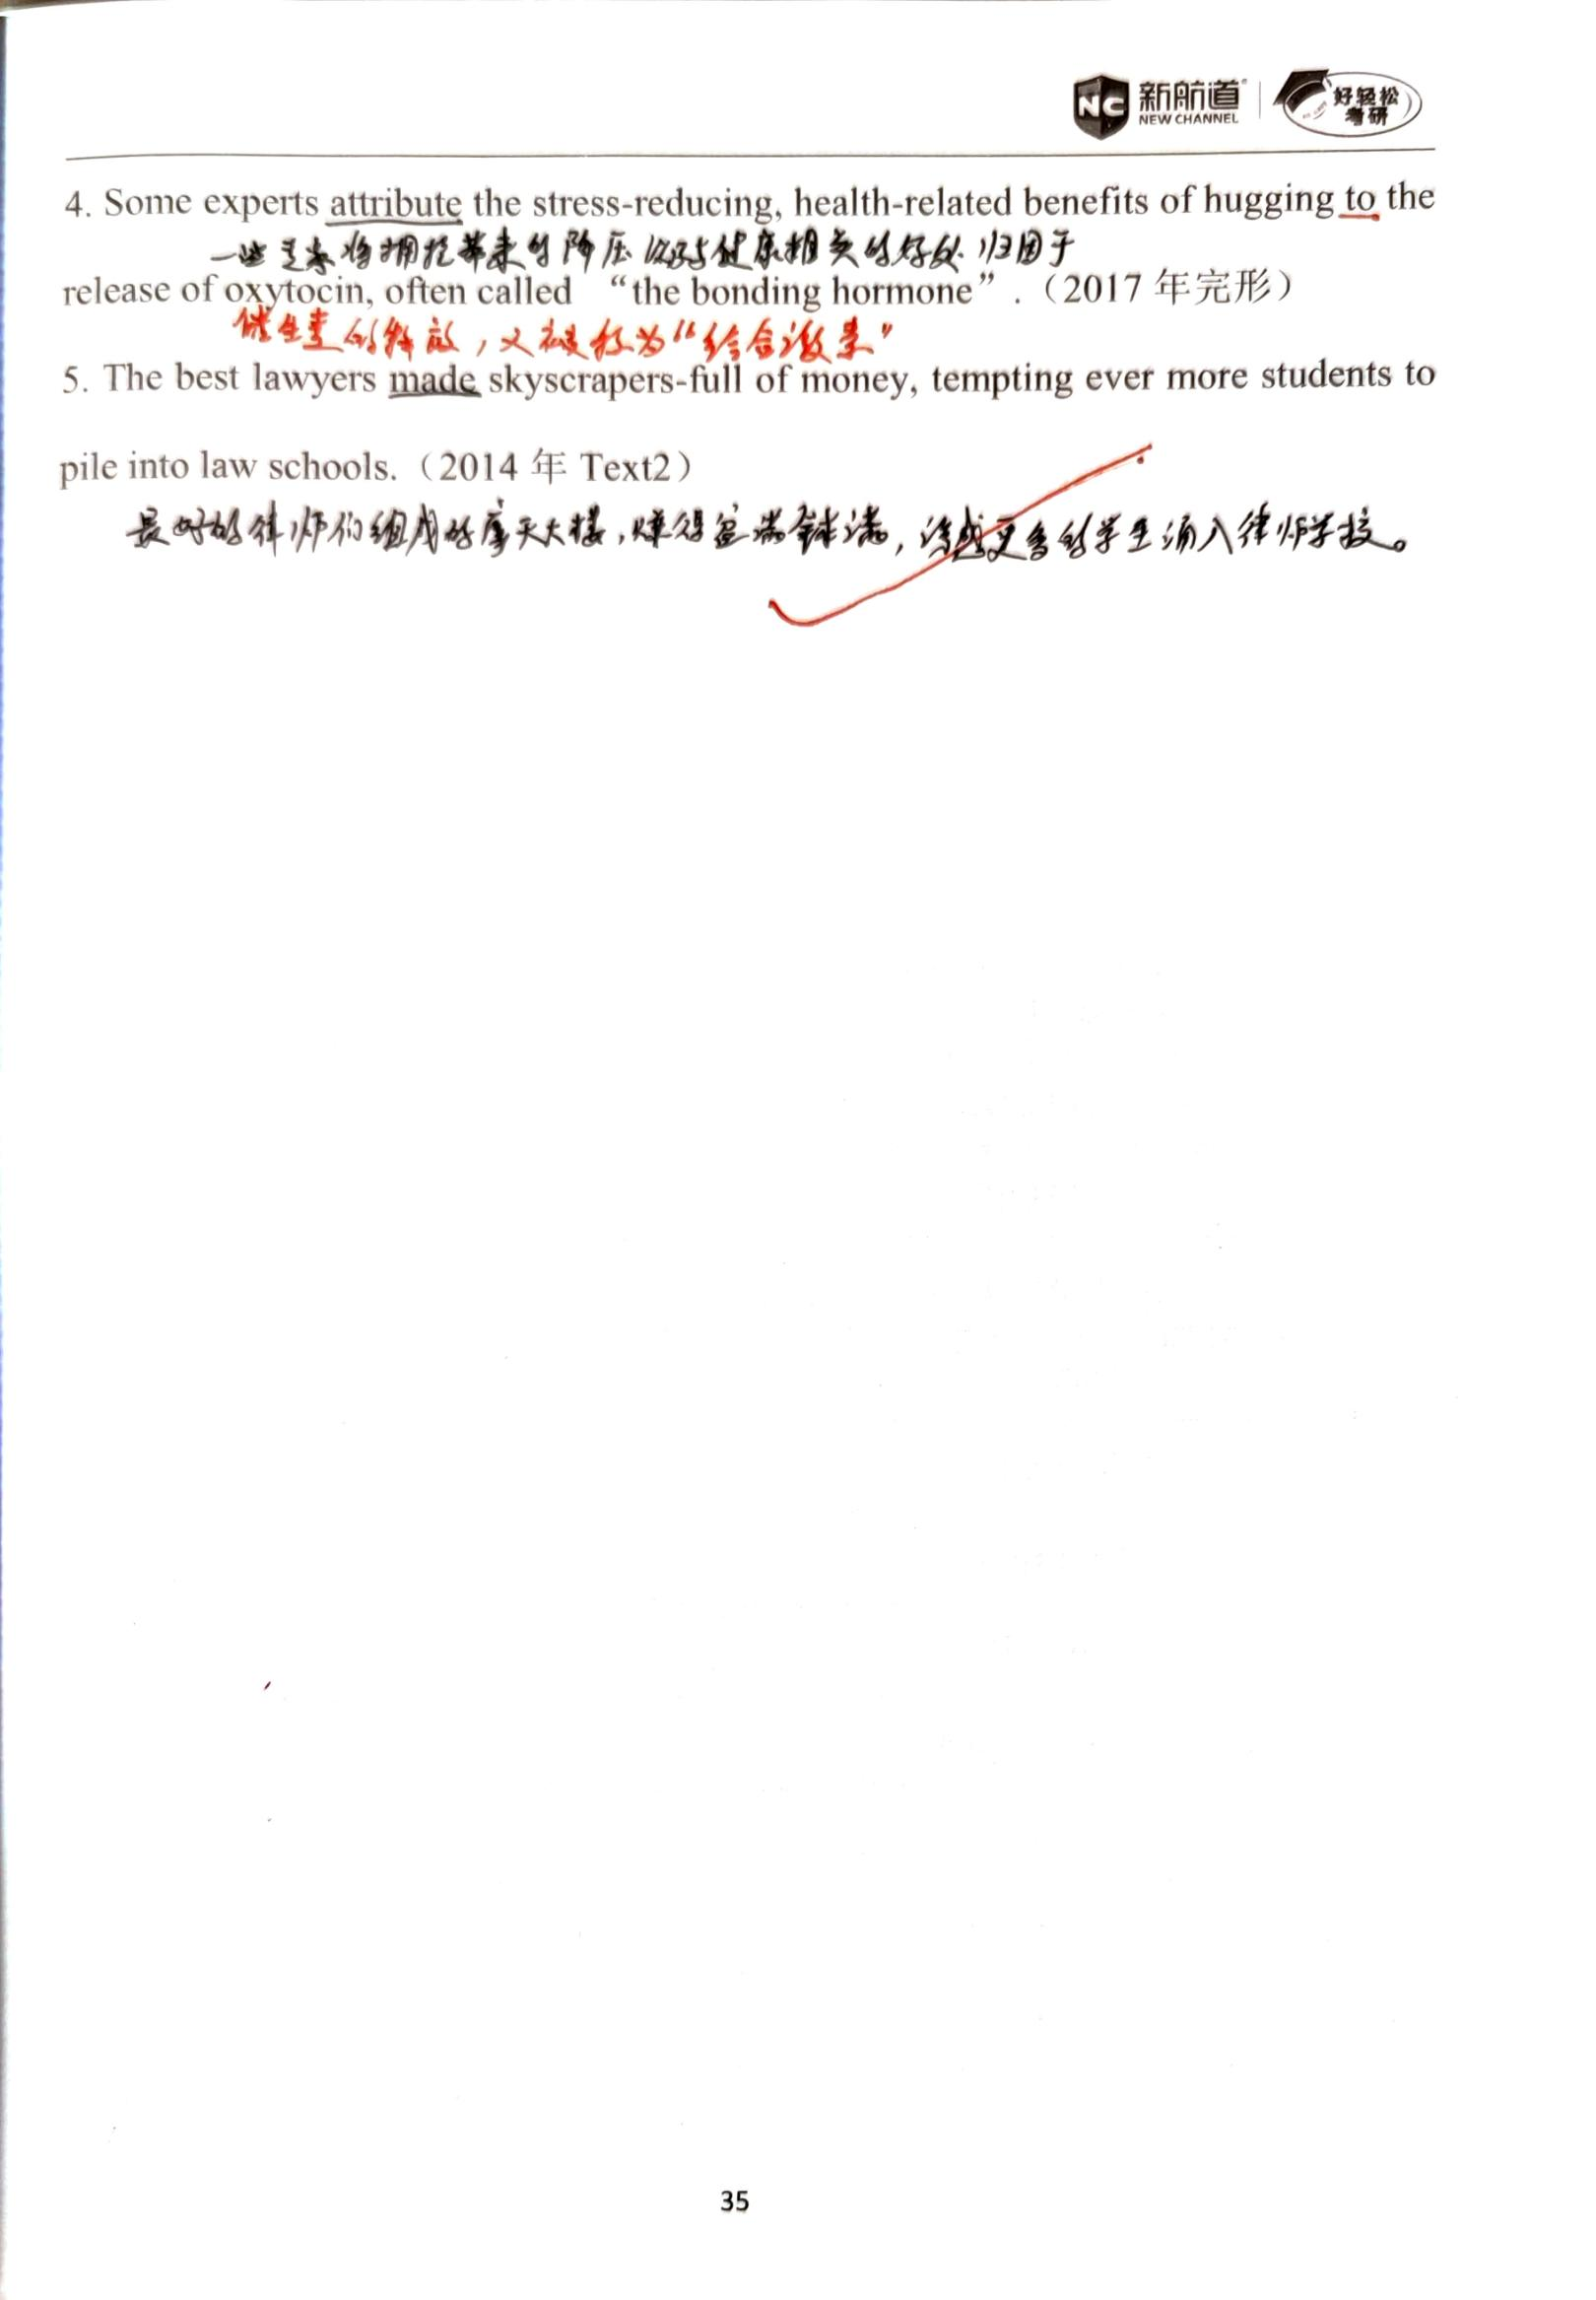 NC 新航道 NEW CHANNEL 好轻松考研
4. Some experts attribute the stress-reducing, health-related benefits of hugging to the
一些专家将拥抱带来的降压以及与健康相关的好处归因于
release of oxytocin, often called “the bonding hormone”.（2017 年完形）
催生素的释放，又被称为“结合激素”
5. The best lawyers made skyscrapers-full of money, tempting ever more students to
pile into law schools.（2014 年 Text2）
最好的律师们组成的摩天大楼，赚得盆满钵满，更多的学生涌入律师学校。
35